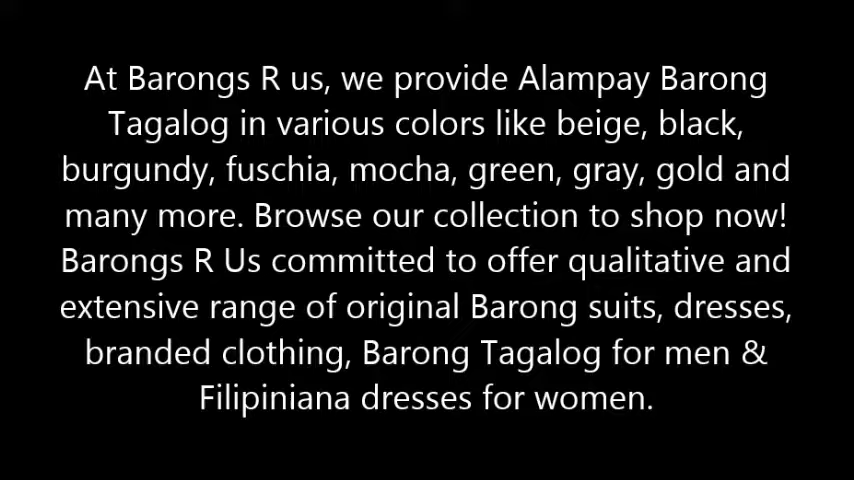 At Barongs R us, we provide Alampay Barong
Tagalog in various colors like beige, black,
burgundy, fuschia, mocha, green, gray, gold and
many more. Browse our collection to shop now!
Barongs R Us committed to offer qualitative and
extensive range of original Barong suits, dresses,
branded clothing, Barong Tagalog for men &
Filipiniana dresses for women.